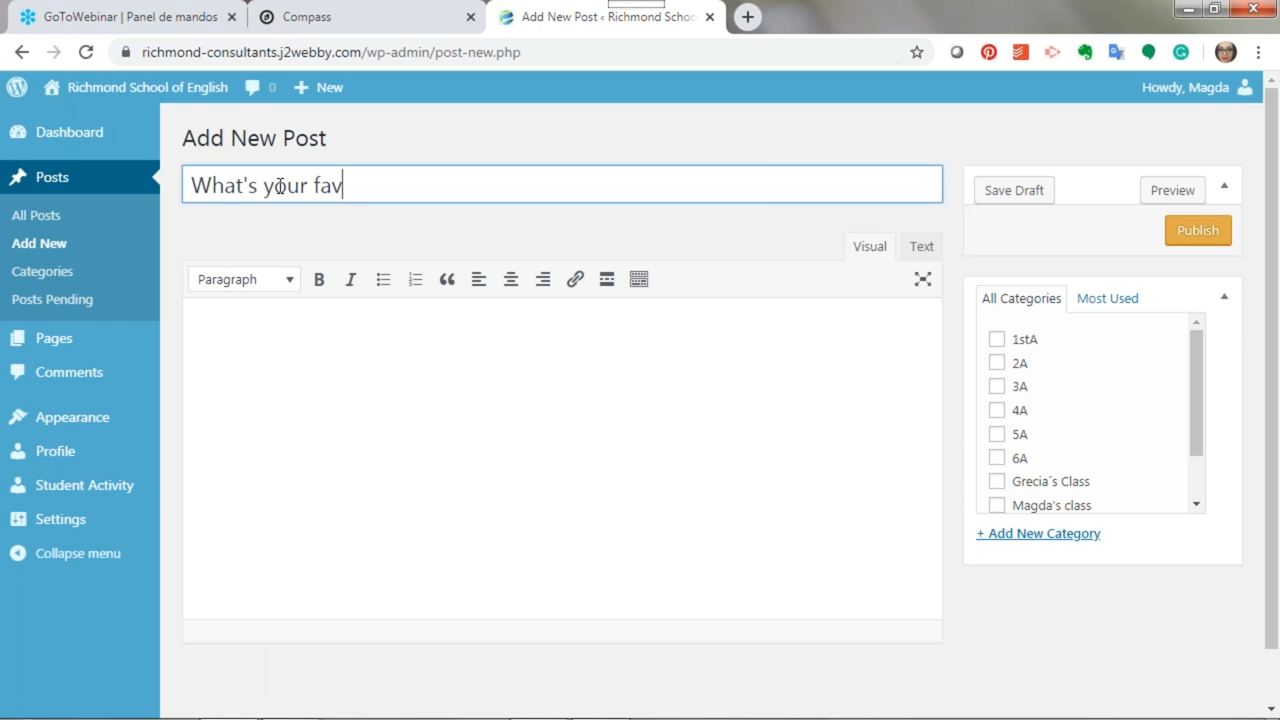 GoToWebinar | Panel de mandos
Compass
Add New Post ‹ Richmond Schoo
richmond-consultants.j2webby.com/wp-admin/post-new.php
Richmond School of English
0
New
Howdy, Magda
Dashboard
Posts
All Posts
Add New
Categories
Posts Pending
Pages
Comments
Appearance
Profile
Student Activity
Settings
Collapse menu
Add New Post
What's your fav
Visual
Text
Paragraph
B
I
Save Draft
Preview
Publish
All Categories
Most Used
1stA
2A
3A
4A
5A
6A
Grecia´s Class
Magda's class
+ Add New Category